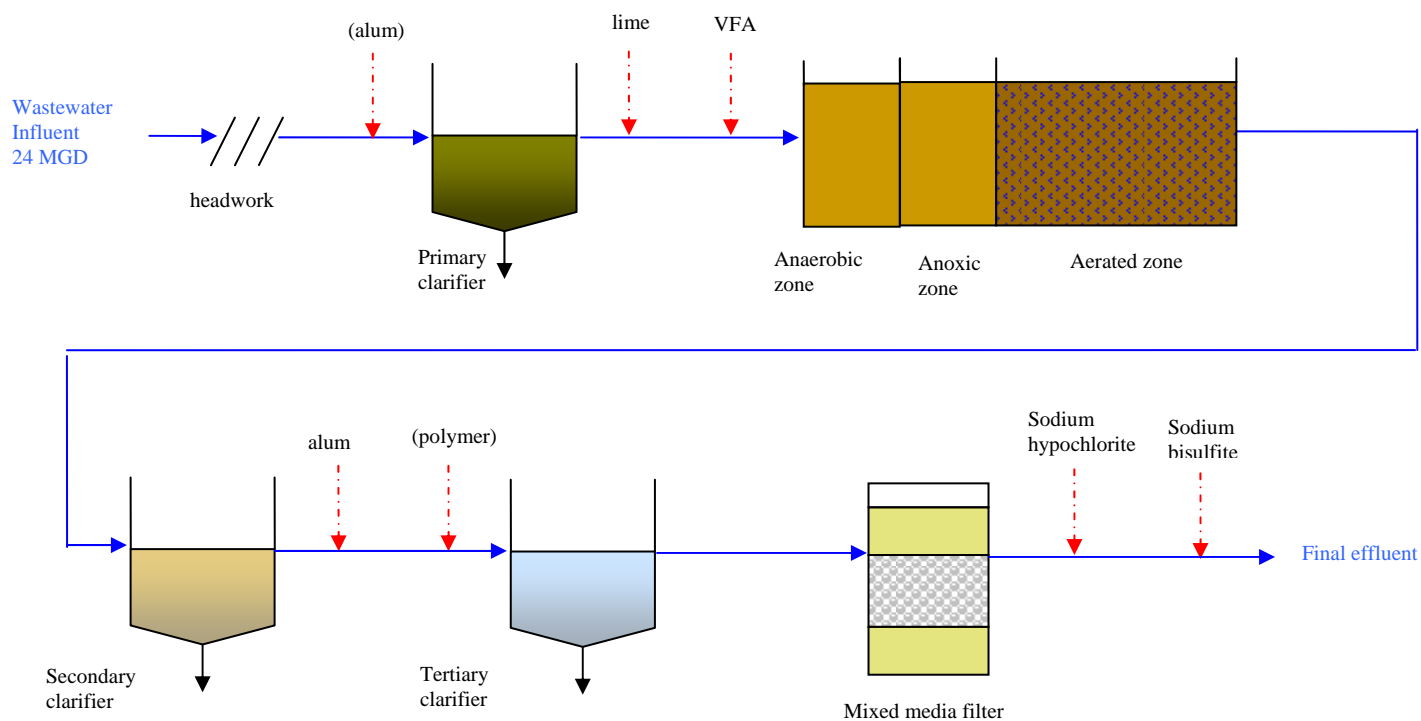 (alum)
lime
VFA
Wastewater
Influent
24 MGD
headwork
Primary
clarifier
Anaerobic
zone
Anoxic
zone
Aerated zone
alum
(polymer)
Sodium
hypochlorite
Sodium
bisulfite
Final effluent
Secondary
clarifier
Tertiary
clarifier
Mixed media filter